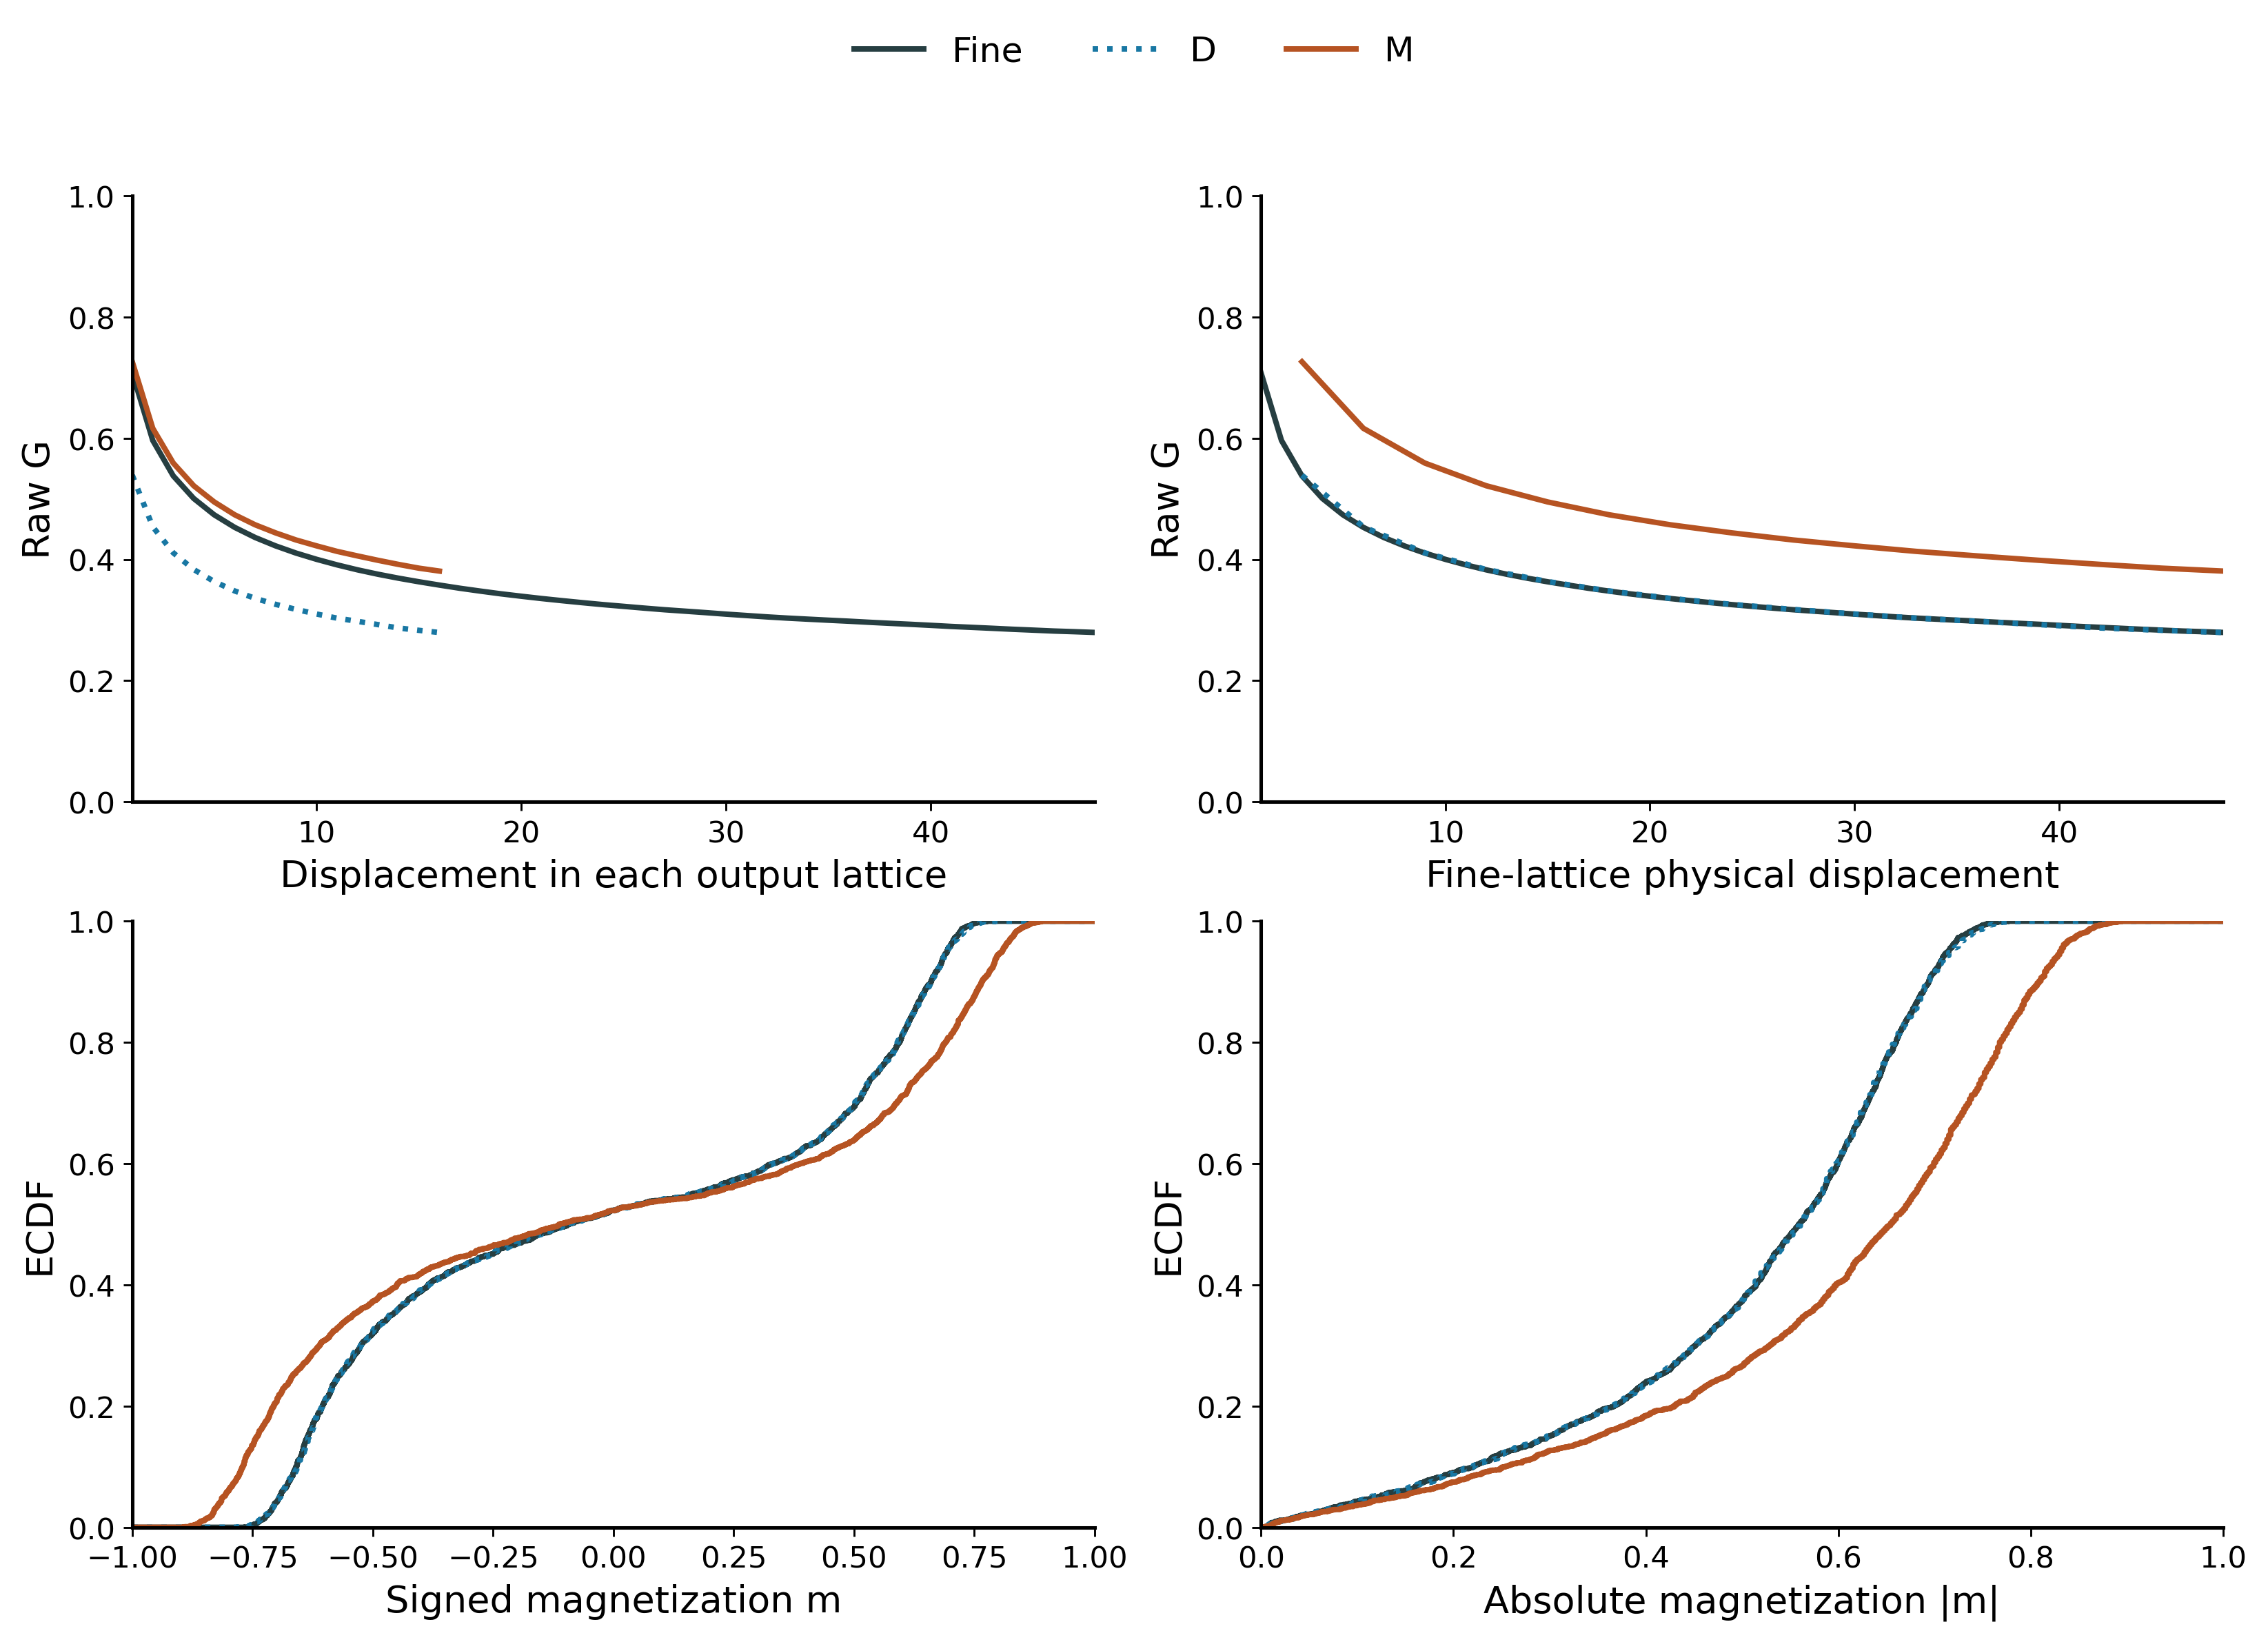 Fine D M
1.0 0.8 0.6 0.4 0.2 0.0
Raw G
10 20 30 40
Displacement in each output lattice
1.0 0.8 0.6 0.4 0.2 0.0
Raw G
10 20 30 40
Fine-lattice physical displacement
1.0 0.8 0.6 0.4 0.2 0.0
ECDF
−1.00 −0.75 −0.50 −0.25 0.00 0.25 0.50 0.75 1.00
Signed magnetization m
1.0 0.8 0.6 0.4 0.2 0.0
ECDF
0.0 0.2 0.4 0.6 0.8 1.0
Absolute magnetization |m|